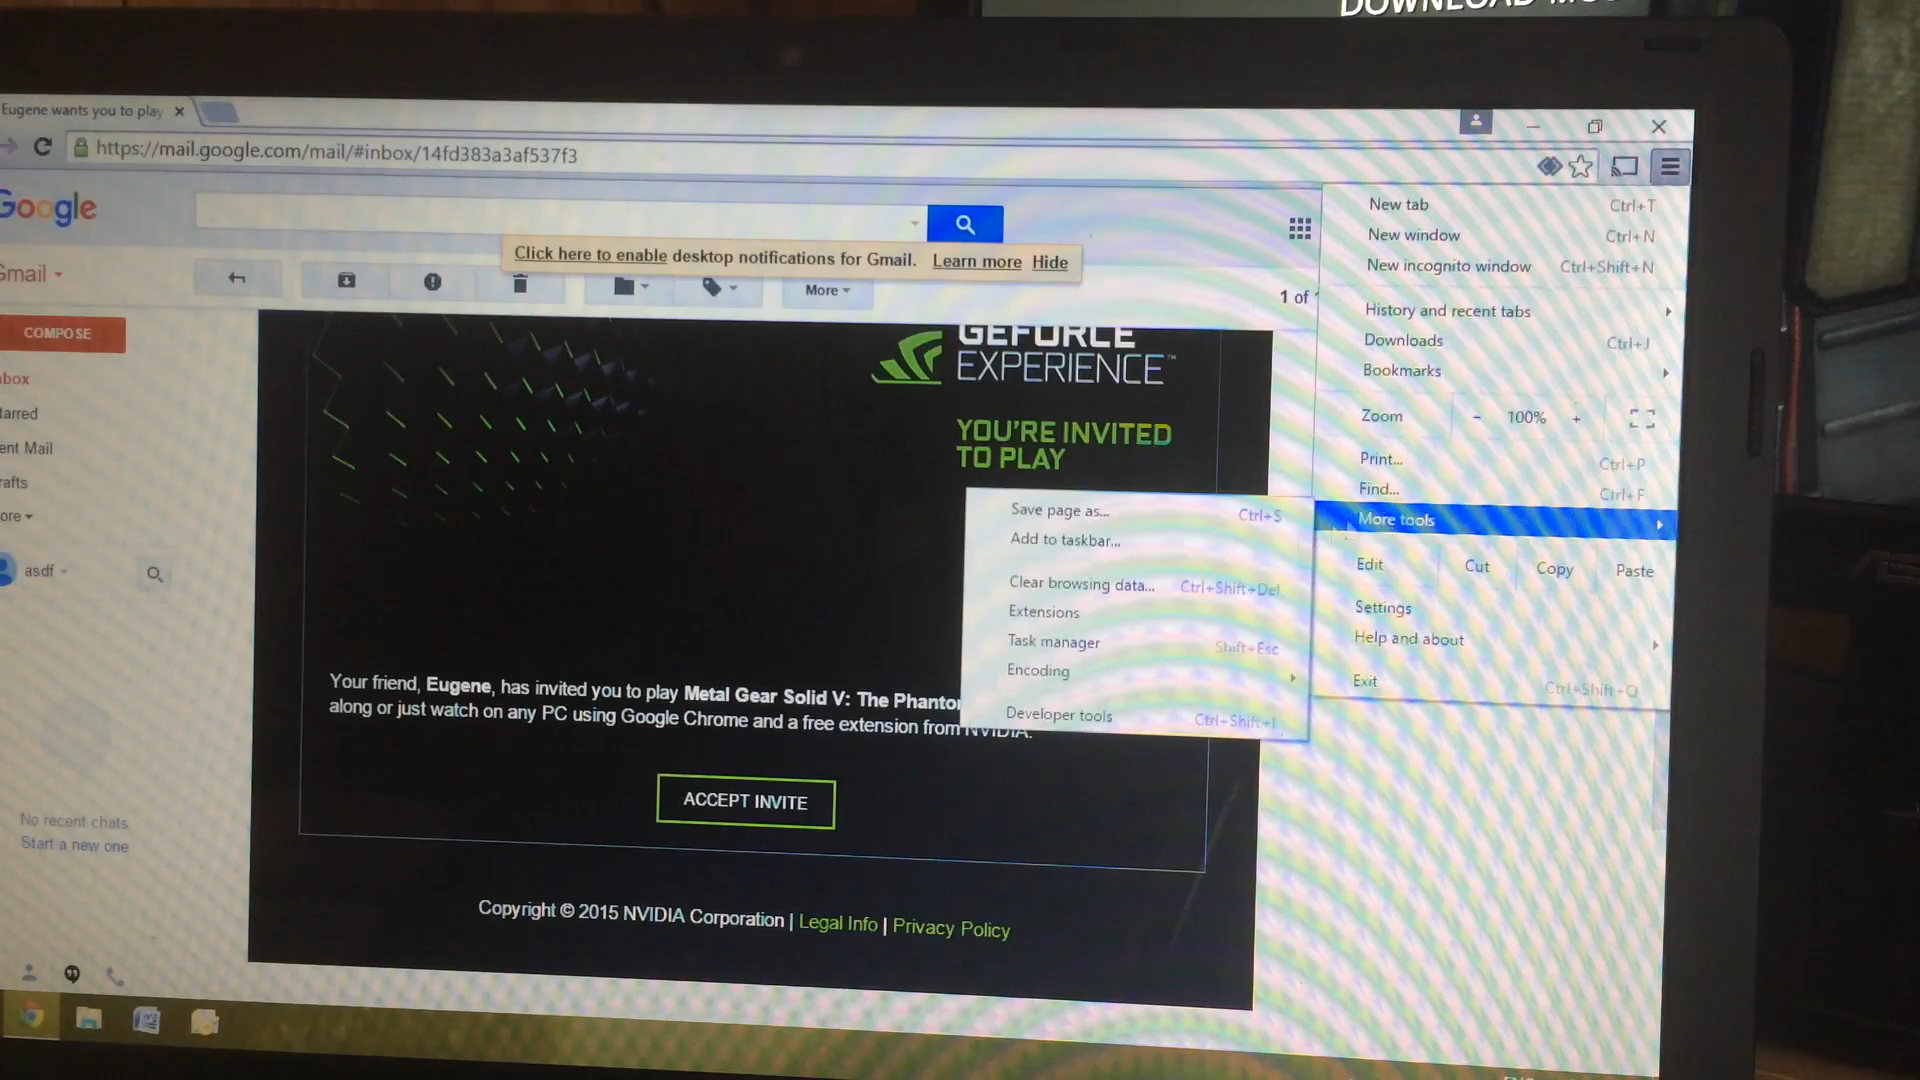 Eugene wants you to play
https://mail.google.com/mail/#inbox/14fd383a3af537f3
Google
Click here to enable desktop notifications for Gmail. Learn more Hide
Gmail
More
1 of
COMPOSE
nbox
tarred
ent Mail
rafts
ore
asdf
No recent chats
Start a new one
GEFORCE
EXPERIENCE™
YOU'RE INVITED
TO PLAY
Your friend, Eugene, has invited you to play Metal Gear Solid V: The Phantom
along or just watch on any PC using Google Chrome and a free extension from NVIDIA.
ACCEPT INVITE
Copyright © 2015 NVIDIA Corporation | Legal Info | Privacy Policy
New tab Ctrl+T
New window Ctrl+N
New incognito window Ctrl+Shift+N
History and recent tabs
Downloads Ctrl+J
Bookmarks
Zoom - 100% +
Print... Ctrl+P
Find... Ctrl+F
More tools
Edit Cut Copy Paste
Settings
Help and about
Exit Ctrl+Shift+Q
Save page as... Ctrl+S
Add to taskbar...
Clear browsing data... Ctrl+Shift+Del
Extensions
Task manager Shift+Esc
Encoding
Developer tools Ctrl+Shift+I